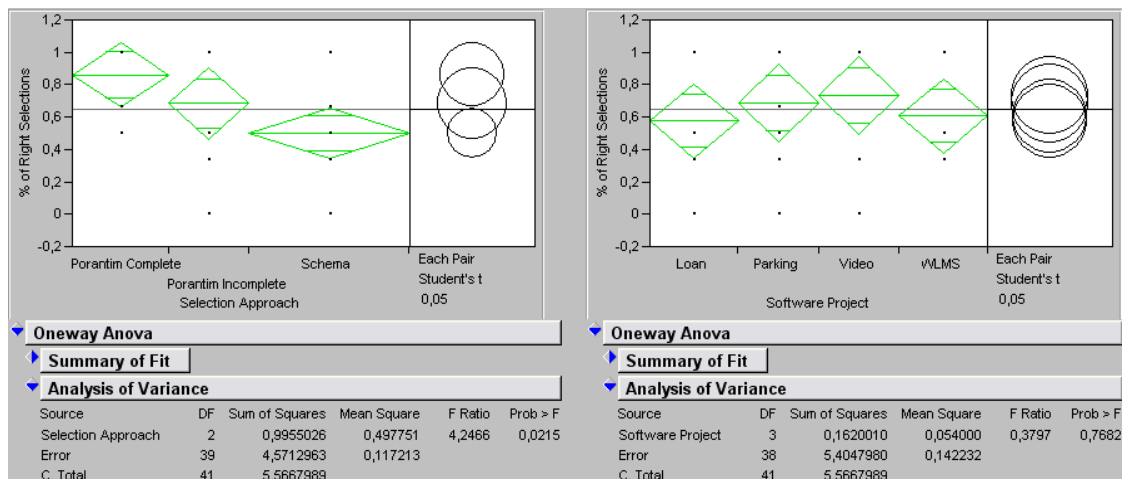 1,2
1
0,8
0,6
0,4
0,2
0
-0,2
% of Right Selections
Porantim Complete
Porantim Incomplete
Schema
Selection Approach
Each Pair
Student's t
0,05
Oneway Anova
Summary of Fit
Analysis of Variance
Source DF Sum of Squares Mean Square F Ratio Prob > F
Selection Approach 2 0,9955026 0,497751 4,2466 0,0215
Error 39 4,5712963 0,117213
C. Total 41 5,5667989
1,2
1
0,8
0,6
0,4
0,2
0
-0,2
% of Right Selections
Loan Parking Video WLMS
Software Project
Each Pair
Student's t
0,05
Oneway Anova
Summary of Fit
Analysis of Variance
Source DF Sum of Squares Mean Square F Ratio Prob > F
Software Project 3 0,1620010 0,054000 0,3797 0,7682
Error 38 5,4047980 0,142232
C. Total 41 5,5667989